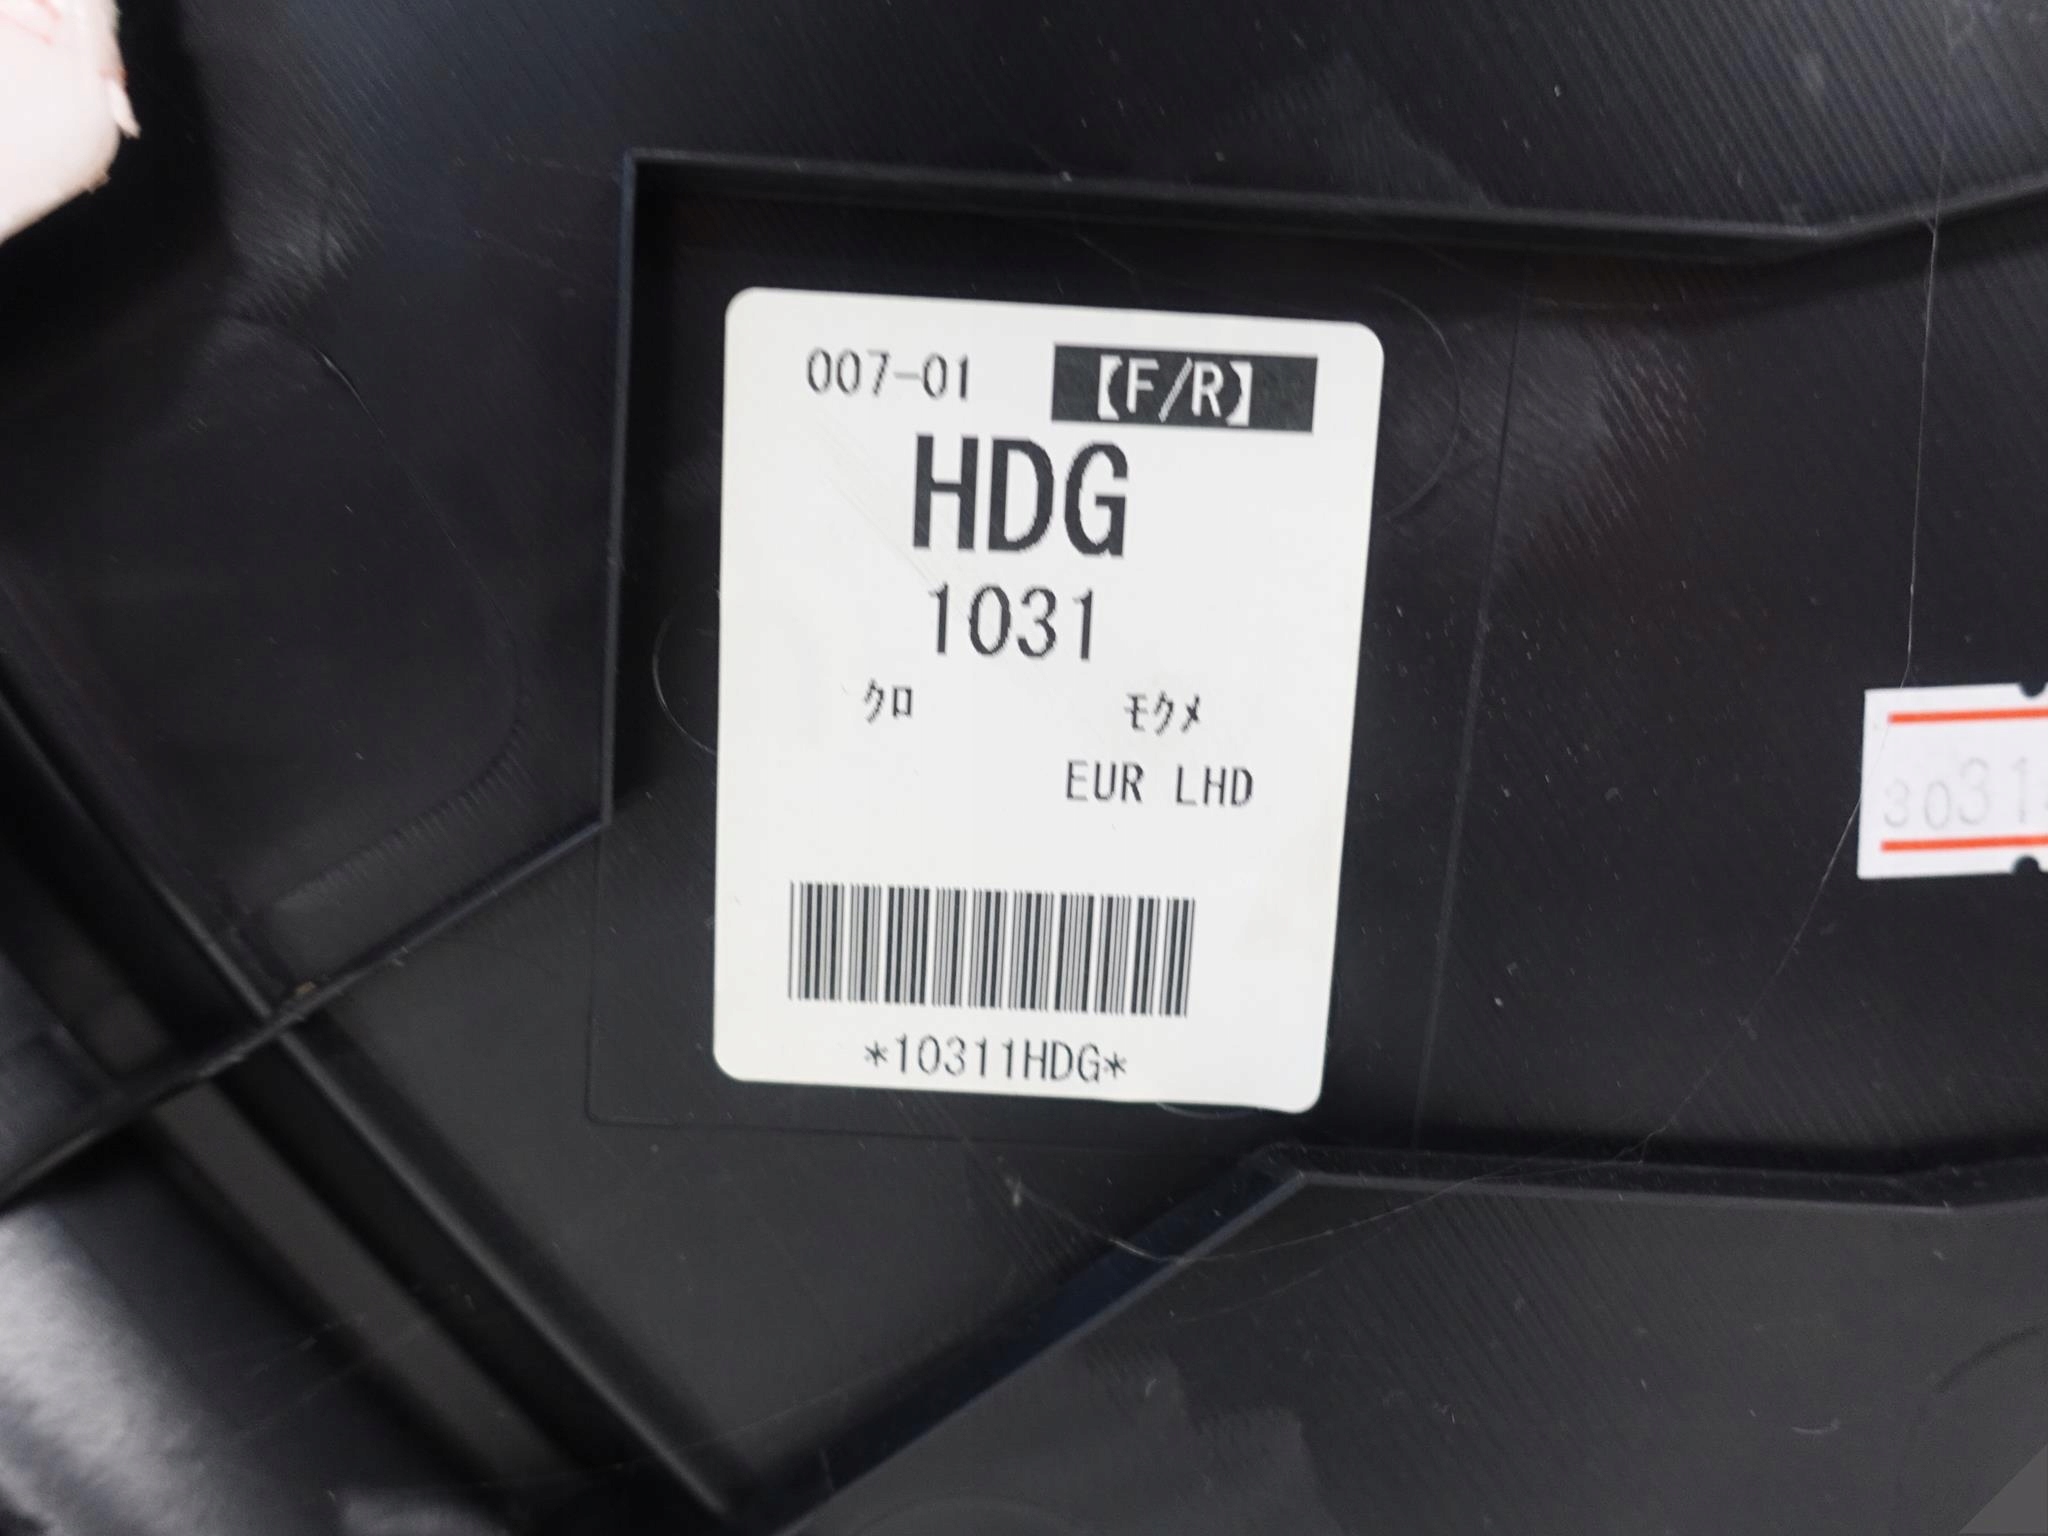 007-01 【F/R】
HDG
1031
ｸﾛ ﾓｸﾒ
EUR LHD
*10311HDG*
3031